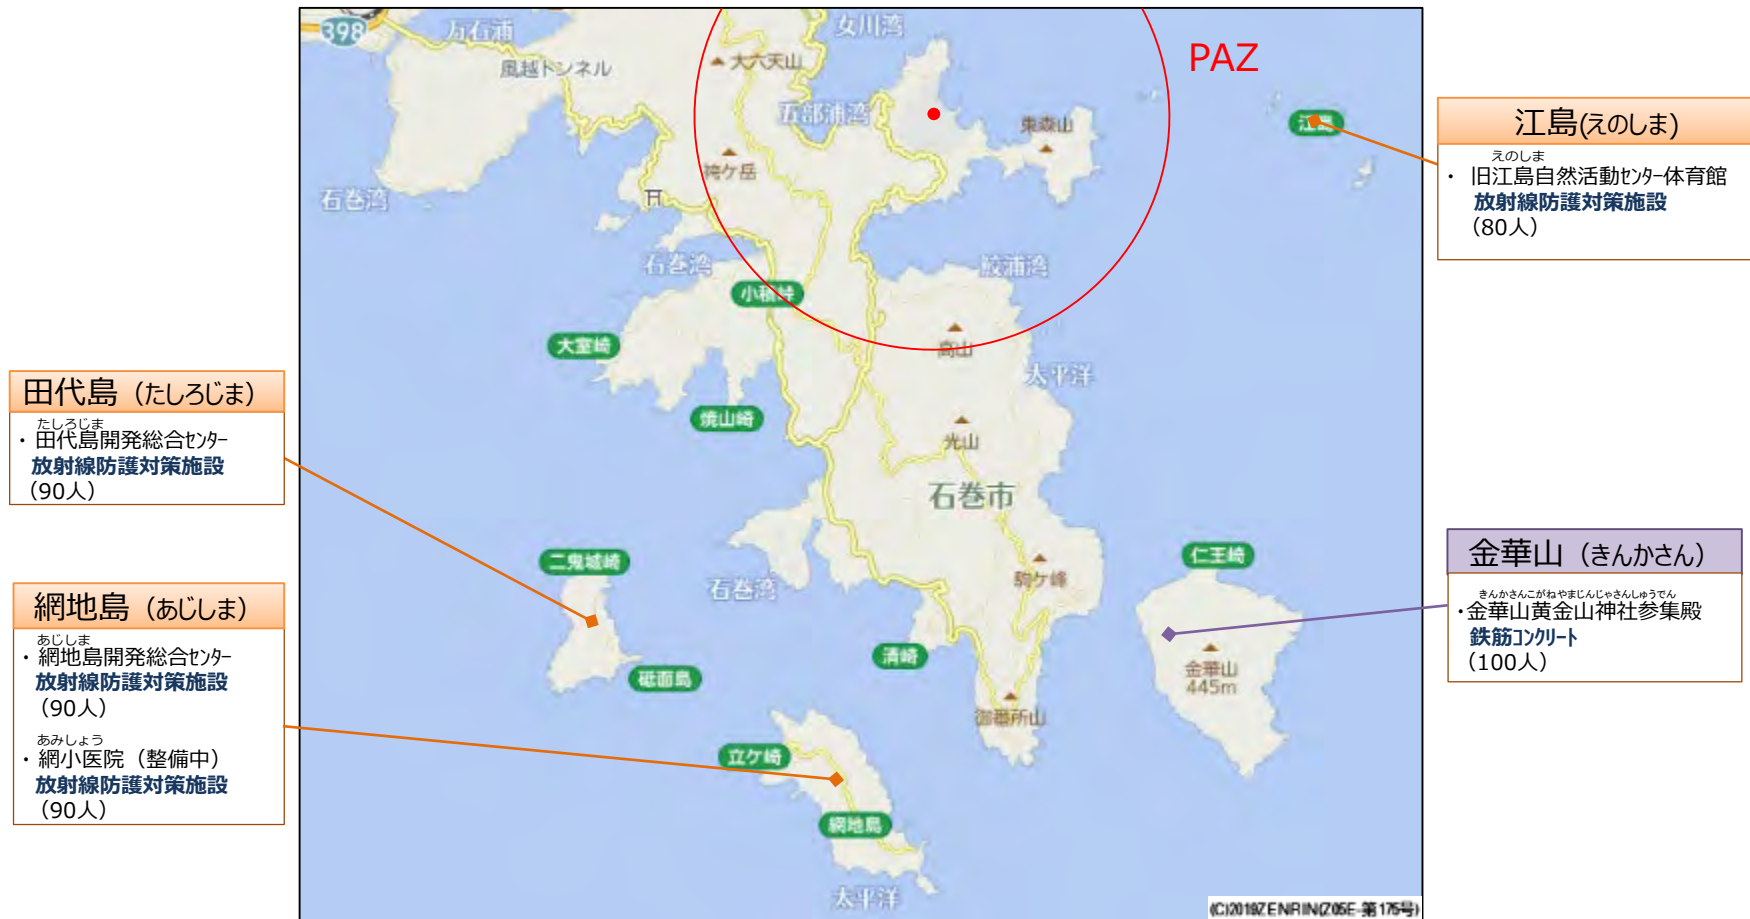 398
万石浦
女川湾
PAZ
風越トンネル
大六天山
五部浦湾
東森山
江島
袴ケ岳
石巻湾
石巻湾
鮫浦湾
小積峠
大室崎
高山
太平洋
焼山崎
光山
石巻市
二鬼城崎
石巻湾
駒ケ峰
仁王崎
清崎
砥面島
金華山
445m
御番所山
立ケ崎
網地島
太平洋
(C)2019ZENRIN(Z05E-第175号)
江島(えのしま)
えのしま
・ 旧江島自然活動センター体育館
放射線防護対策施設
(80人)
田代島（たしろじま）
たしろじま
・田代島開発総合センター
放射線防護対策施設
(90人)
網地島（あじしま）
あじしま
・網地島開発総合センター
放射線防護対策施設
(90人)
あみしょう
・網小医院（整備中）
放射線防護対策施設
(90人)
金華山（きんかさん）
きんかさんこがねやまじんじゃさんしゅうでん
・金華山黄金山神社参集殿
鉄筋コンクリート
(100人)